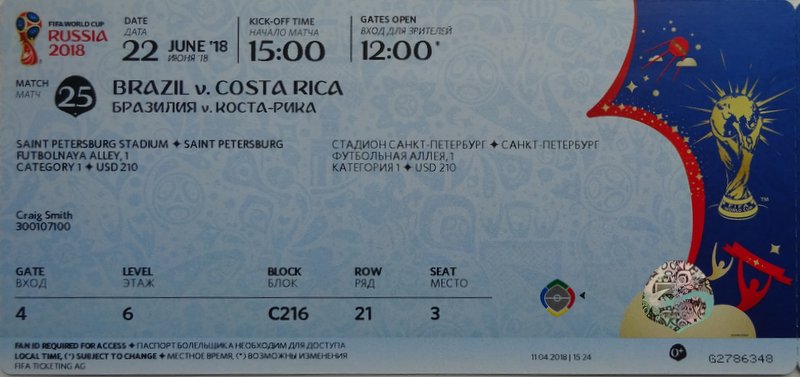 FIFA WORLD CUP
RUSSIA
2018
DATE
ДАТА
22 JUNE '18
ИЮНЯ '18
KICK-OFF TIME
НАЧАЛО МАТЧА
15:00
GATES OPEN
ВХОД ДЛЯ ЗРИТЕЛЕЙ
12:00*
MATCH
МАТЧ
25
BRAZIL v. COSTA RICA
БРАЗИЛИЯ v. КОСТА-РИКА
SAINT PETERSBURG STADIUM ✦ SAINT PETERSBURG
FUTBOLNAYA ALLEY, 1
CATEGORY 1 ✦ USD 210
СТАДИОН САНКТ-ПЕТЕРБУРГ ✦ САНКТ-ПЕТЕРБУРГ
ФУТБОЛЬНАЯ АЛЛЕЯ, 1
КАТЕГОРИЯ 1 ✦ USD 210
Craig Smith
300107100
GATE LEVEL BLOCK ROW SEAT
ВХОД ЭТАЖ БЛОК РЯД МЕСТО
4 6 C216 21 3
FAN ID REQUIRED FOR ACCESS ✦ ПАСПОРТ БОЛЕЛЬЩИКА НЕОБХОДИМ ДЛЯ ДОСТУПА
LOCAL TIME, (*) SUBJECT TO CHANGE ✦ МЕСТНОЕ ВРЕМЯ, (*) ВОЗМОЖНЫ ИЗМЕНЕНИЯ
FIFA TICKETING AG
11.04.2018 | 15:24
0+
G2786348
TM